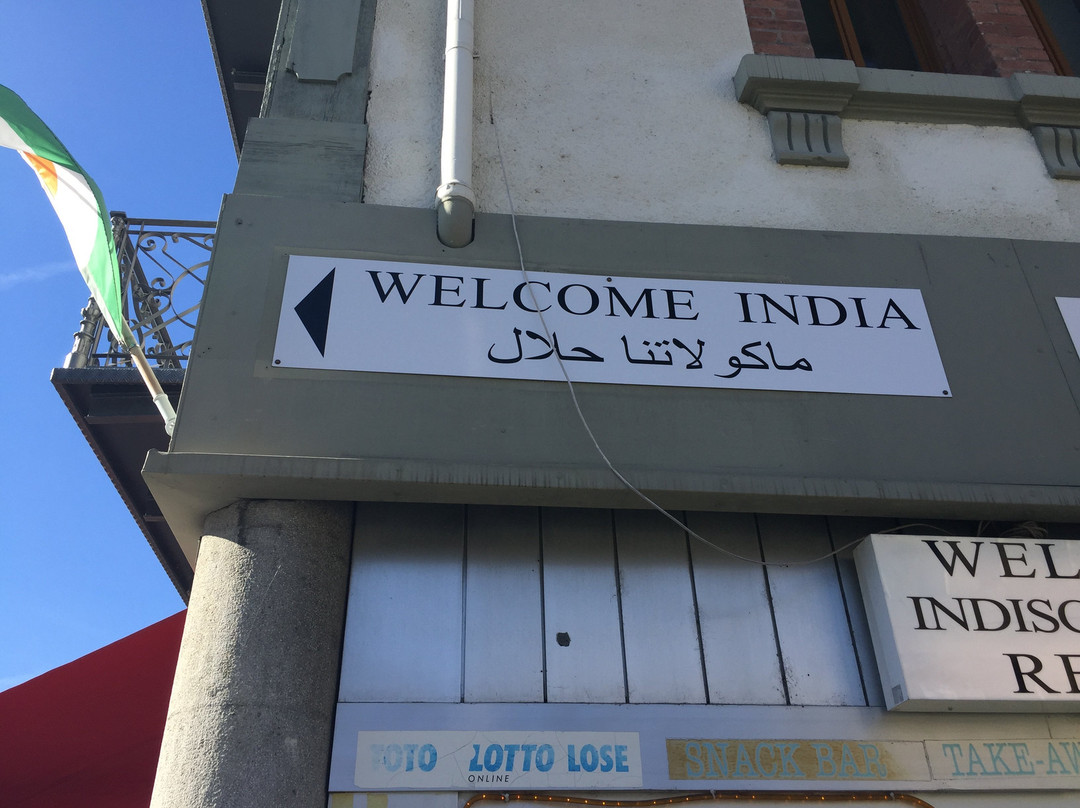 WELCOME INDIA
ماكو لاتنا حلال
WEL
INDISC
RE
TOTO LOTTO LOSE
ONLINE
SNACK BAR
TAKE-AW